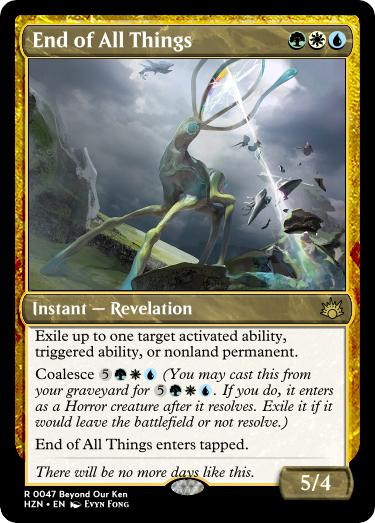 End of All Things
Instant — Revelation
Exile up to one target activated ability,
triggered ability, or nonland permanent.
Coalesce 5 (You may cast this from
your graveyard for 5 . If you do, it enters
as a Horror creature after it resolves. Exile it if it
would leave the battlefield or not resolve.)
End of All Things enters tapped.
There will be no more days like this.
5/4
R 0047 Beyond Our Ken
HZN • EN Evyn Fong